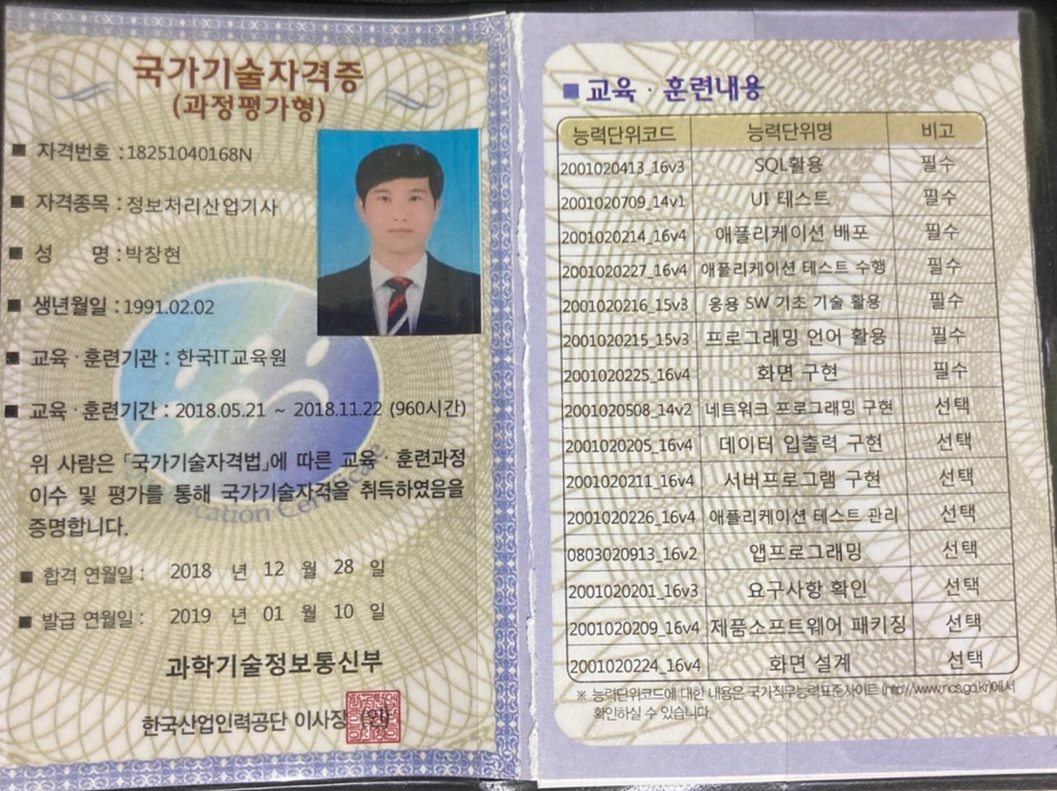 국가기술자격증
(과정평가형)
■ 자격번호 : 18251040168N
■ 자격종목 : 정보처리산업기사
■ 성 명 : 박창현
■ 생년월일 : 1991.02.02
■ 교육·훈련기관 : 한국IT교육원
■ 교육·훈련기간 : 2018.05.21 ~ 2018.11.22 (960시간)
위 사람은 「국가기술자격법」에 따른 교육·훈련과정
이수 및 평가를 통해 국가기술자격을 취득하였음을
증명합니다.
■ 합격 연월일 : 2018 년 12 월 28 일
■ 발급 연월일 : 2019 년 01 월 10 일
과학기술정보통신부
한국산업인력공단 이사장 (인)
■ 교육·훈련내용
능력단위코드 능력단위명 비고
2001020413_16v3 SQL활용 필수
2001020709_14v1 UI 테스트 필수
2001020214_16v4 애플리케이션 배포 필수
2001020227_16v4 애플리케이션 테스트 수행 필수
2001020216_15v3 응용 SW 기초 기술 활용 필수
2001020215_15v3 프로그래밍 언어 활용 필수
2001020225_16v4 화면 구현 필수
2001020508_14v2 네트워크 프로그래밍 구현 선택
2001020205_16v4 데이터 입출력 구현 선택
2001020211_16v4 서버프로그램 구현 선택
2001020226_16v4 애플리케이션 테스트 관리 선택
0803020913_16v2 앱프로그래밍 선택
2001020201_16v3 요구사항 확인 선택
2001020209_16v4 제품소프트웨어 패키징 선택
2001020224_16v4 화면 설계 선택
※ 능력단위코드에 대한 내용은 국가직무능력표준사이트 (http://www.ncs.go.kr)에서
확인하실 수 있습니다.